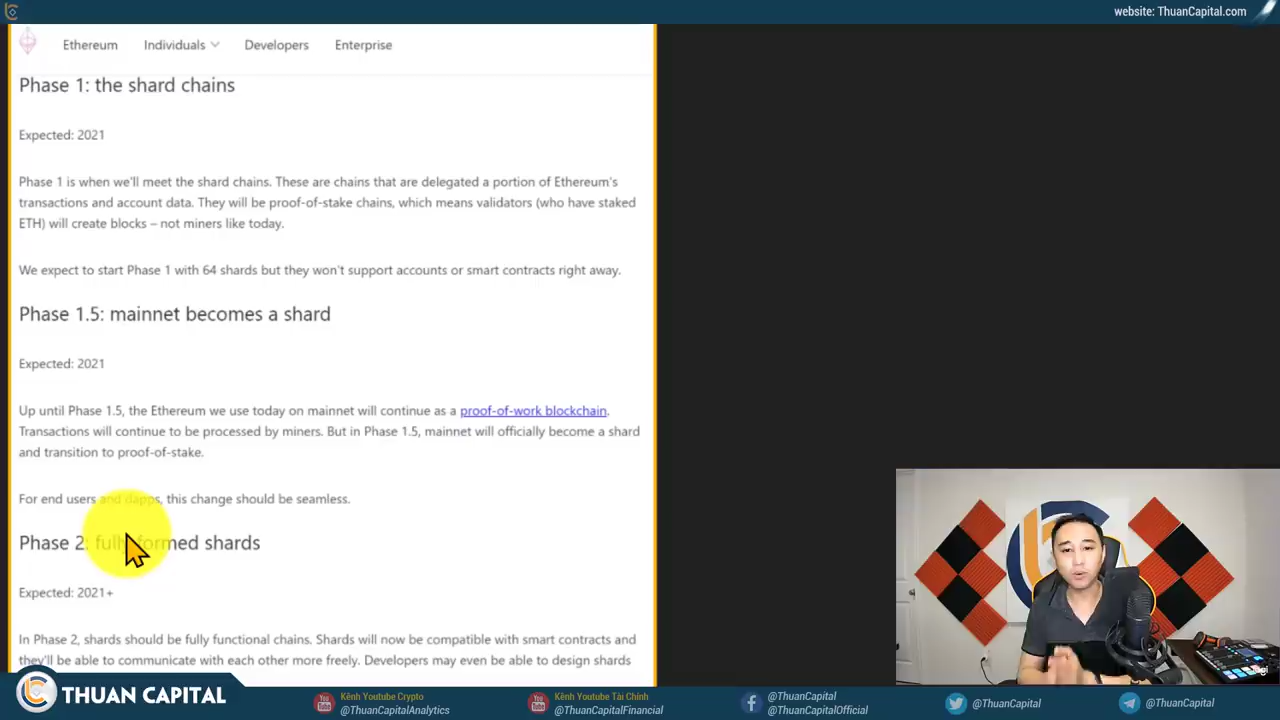 website: ThuanCapital.com
Ethereum Individuals Developers Enterprise
Phase 1: the shard chains
Expected: 2021
Phase 1 is when we'll meet the shard chains. These are chains that are delegated a portion of Ethereum's
transactions and account data. They will be proof-of-stake chains, which means validators (who have staked
ETH) will create blocks – not miners like today.
We expect to start Phase 1 with 64 shards but they won't support accounts or smart contracts right away.
Phase 1.5: mainnet becomes a shard
Expected: 2021
Up until Phase 1.5, the Ethereum we use today on mainnet will continue as a proof-of-work blockchain.
Transactions will continue to be processed by miners. But in Phase 1.5, mainnet will officially become a shard
and transition to proof-of-stake.
For end users and dapps, this change should be seamless.
Phase 2: fully formed shards
Expected: 2021+
In Phase 2, shards should be fully functional chains. Shards will now be compatible with smart contracts and
they'll be able to communicate with each other more freely. Developers may even be able to design shards
THUAN CAPITAL
Kênh Youtube Crypto
@ThuanCapitalAnalytics
Kênh Youtube Tài Chính
@ThuanCapitalFinancial
@ThuanCapital
@ThuanCapitalOfficial
@ThuanCapital
@ThuanCapital